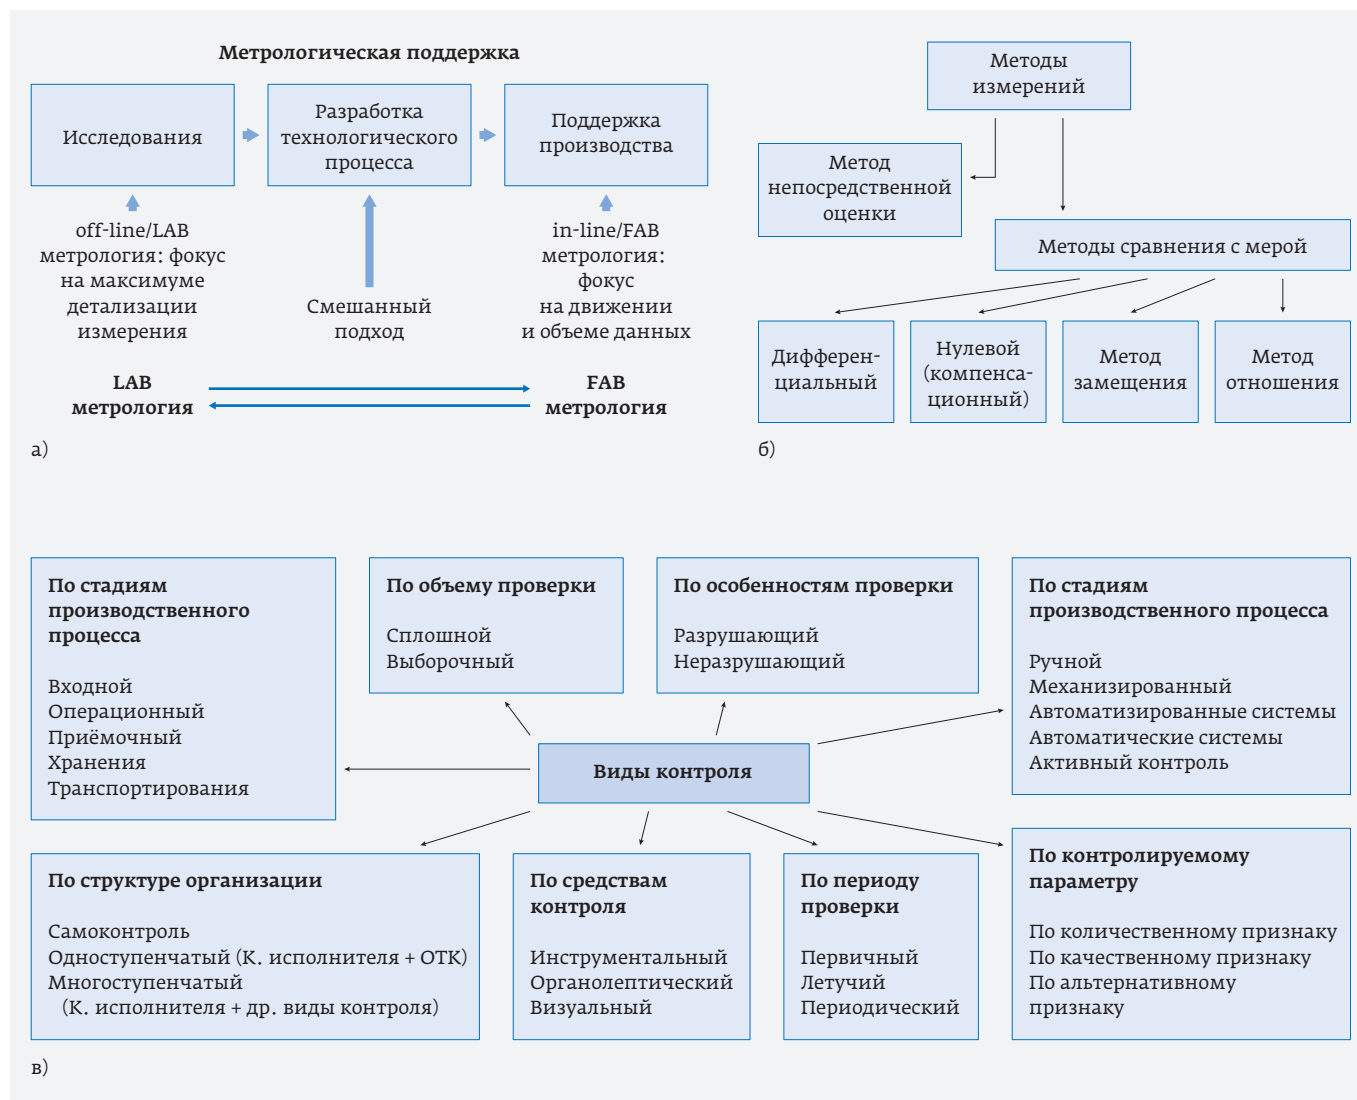 Метрологическая поддержка
Исследования
Разработка
технологического
процесса
Поддержка
производства
off-line/LAB
метрология: фокус
на максимуме
детализации
измерения
Смешанный
подход
in-line/FAB
метрология:
фокус
на движении
и объеме данных
LAB
метрология
FAB
метрология
а)
Методы
измерений
Метод
непосредственной
оценки
Методы сравнения с мерой
Дифферен-
циальный
Нулевой
(компенса-
ционный)
Метод
замещения
Метод
отношения
б)
По стадиям
производственного
процесса
Входной
Операционный
Приёмочный
Хранения
Транспортирования
По объему проверки
Сплошной
Выборочный
По особенностям проверки
Разрушающий
Неразрушающий
По стадиям
производственного процесса
Ручной
Механизированный
Автоматизированные системы
Автоматические системы
Активный контроль
Виды контроля
По структуре организации
Самоконтроль
Одноступенчатый (К. исполнителя + ОТК)
Многоступенчатый
(К. исполнителя + др. виды контроля)
По средствам
контроля
Инструментальный
Органолептический
Визуальный
По периоду
проверки
Первичный
Летучий
Периодический
По контролируемому
параметру
По количественному признаку
По качественному признаку
По альтернативному
признаку
в)